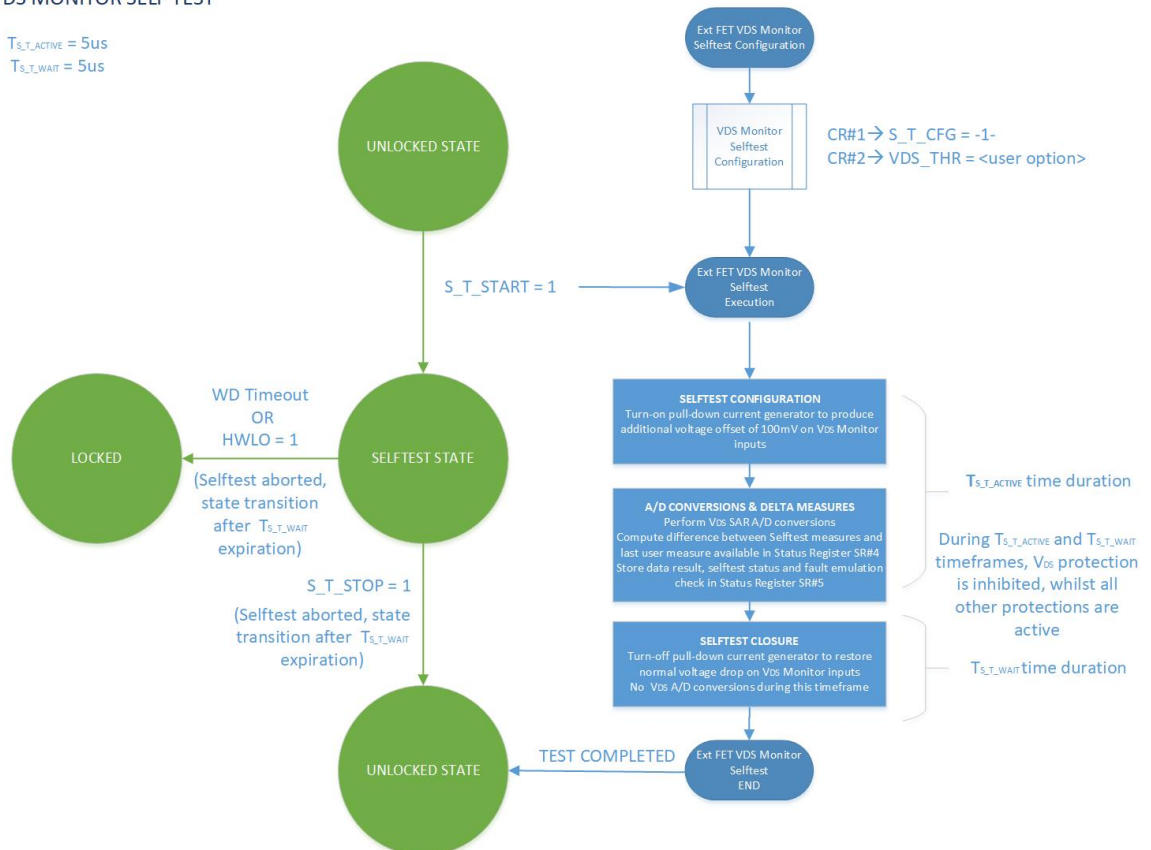 DS MONITOR SELF TEST
TS_T_ACTIVE = 5us
TS_T_WAIT = 5us
UNLOCKED STATE
S_T_START = 1
WD Timeout
OR
HWLO = 1
(Selftest aborted,
state transition
after TS_T_WAIT
expiration)
LOCKED
SELFTEST STATE
S_T_STOP = 1
(Selftest aborted, state
transition after TS_T_WAIT
expiration)
UNLOCKED STATE
TEST COMPLETED
Ext FET VDS Monitor
Selftest Configuration
VDS Monitor
Selftest
Configuration
CR#1→ S_T_CFG = -1-
CR#2→ VDS_THR = <user option>
Ext FET VDS Monitor
Selftest
Execution
SELFTEST CONFIGURATION
Turn-on pull-down current generator to produce
additional voltage offset of 100mV on VDS Monitor
inputs
A/D CONVERSIONS & DELTA MEASURES
Perform VDS SAR A/D conversions
Compute difference between Selftest measures and
last user measure available in Status Register SR#4
Store data result, selftest status and fault emulation
check in Status Register SR#5
TS_T_ACTIVE time duration
During TS_T_ACTIVE and TS_T_WAIT
timeframes, VDS protection
is inhibited, whilst all
other protections are
active
SELFTEST CLOSURE
Turn-off pull-down current generator to restore
normal voltage drop on VDS Monitor inputs
No VDS A/D conversions during this timeframe
TS_T_WAIT time duration
Ext FET VDS Monitor
Selftest
END